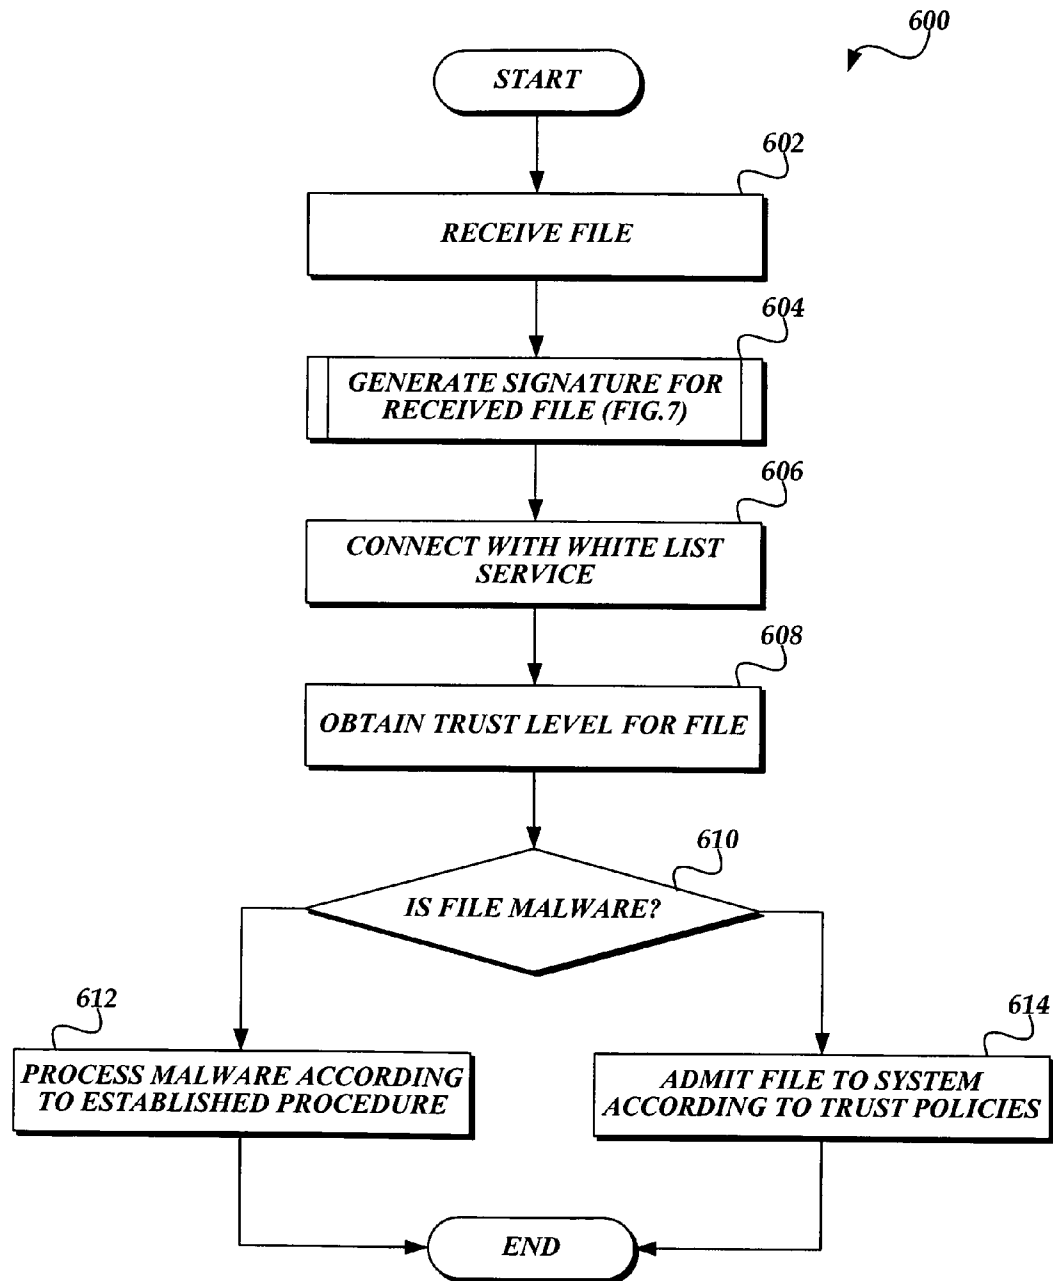 600
START
602
RECEIVE FILE
604
GENERATE SIGNATURE FOR
RECEIVED FILE (FIG.7)
606
CONNECT WITH WHITE LIST
SERVICE
608
OBTAIN TRUST LEVEL FOR FILE
610
IS FILE MALWARE?
612
PROCESS MALWARE ACCORDING
TO ESTABLISHED PROCEDURE
614
ADMIT FILE TO SYSTEM
ACCORDING TO TRUST POLICIES
END